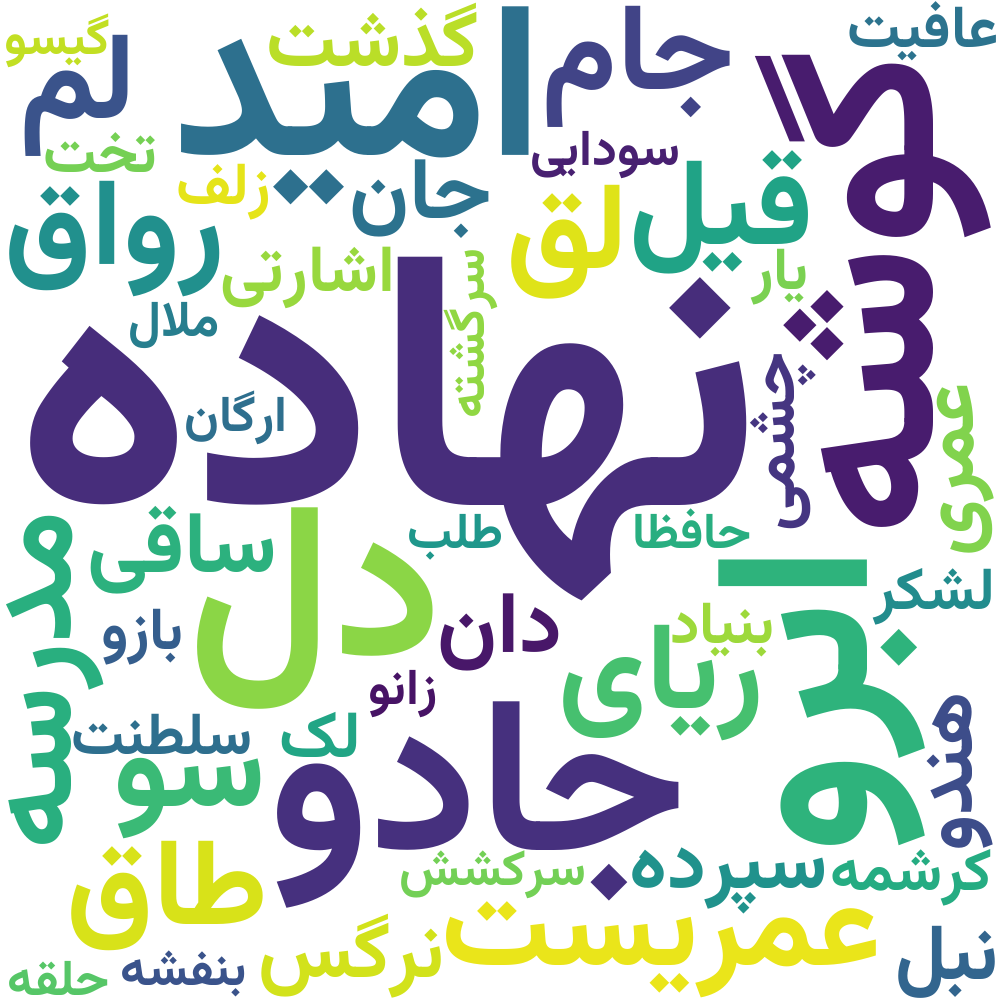 عافیت
گذشت
گیسو
امید
جام
لم
گوشه
تخت
سودایی
زلف
جان
لق
قیل
رواق
اشارتی
یار
ملال
سرگشته
نهاده
ارگان
چشمی
عمری
حافظا
طلب
ساقی
مدرسه
دل
ابرو
لشکر
دان
بنیاد
بازو
ریای
زانو
سلطنت
لک
هندو
سو
جادو
طاق
کرشمه
سپرده
سرکشش
عمریست
نرگس
نبل
بنفشه
حلقه